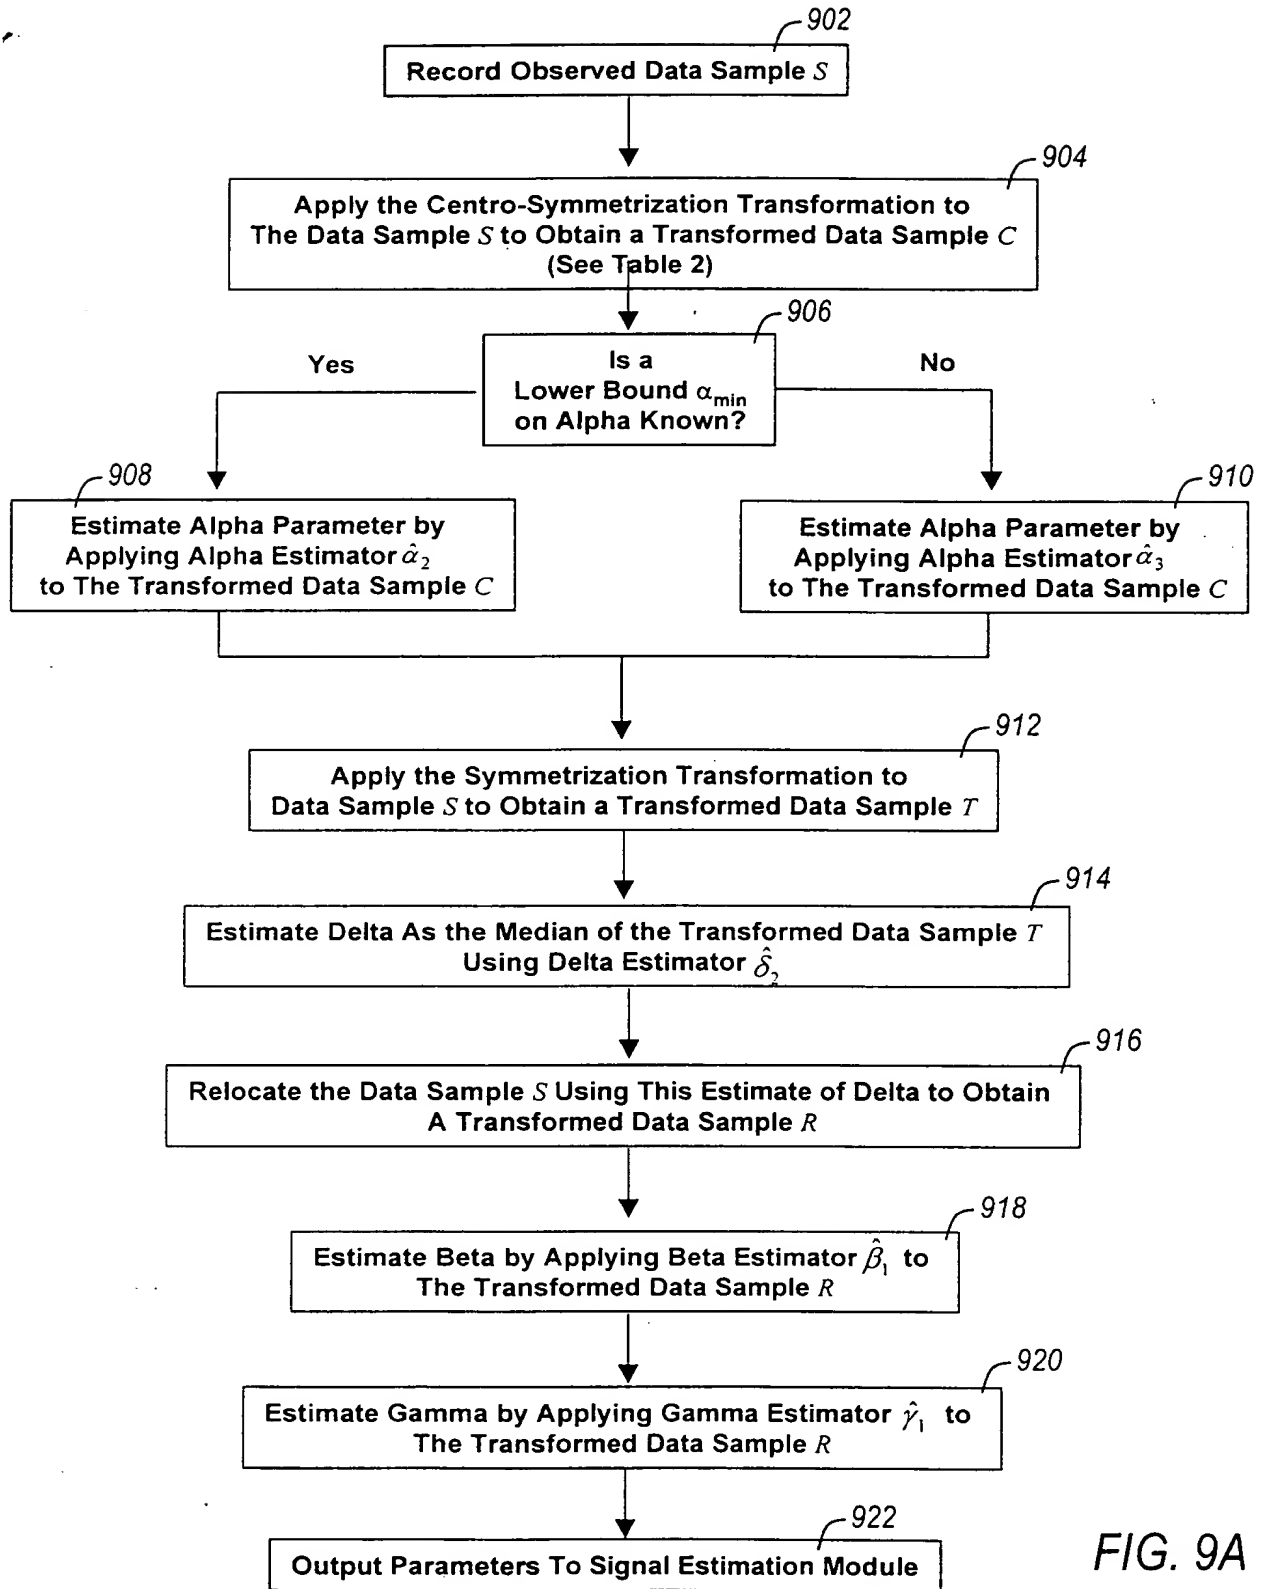 902
Record Observed Data Sample S
904
Apply the Centro-Symmetrization Transformation to
The Data Sample S to Obtain a Transformed Data Sample C
(See Table 2)
906
Is a
Lower Bound αmin
on Alpha Known?
Yes
No
908
Estimate Alpha Parameter by
Applying Alpha Estimator α̂2
to The Transformed Data Sample C
910
Estimate Alpha Parameter by
Applying Alpha Estimator α̂3
to The Transformed Data Sample C
912
Apply the Symmetrization Transformation to
Data Sample S to Obtain a Transformed Data Sample T
914
Estimate Delta As the Median of the Transformed Data Sample T
Using Delta Estimator δ̂2
916
Relocate the Data Sample S Using This Estimate of Delta to Obtain
A Transformed Data Sample R
918
Estimate Beta by Applying Beta Estimator β̂1 to
The Transformed Data Sample R
920
Estimate Gamma by Applying Gamma Estimator γ̂1 to
The Transformed Data Sample R
922
Output Parameters To Signal Estimation Module
FIG. 9A